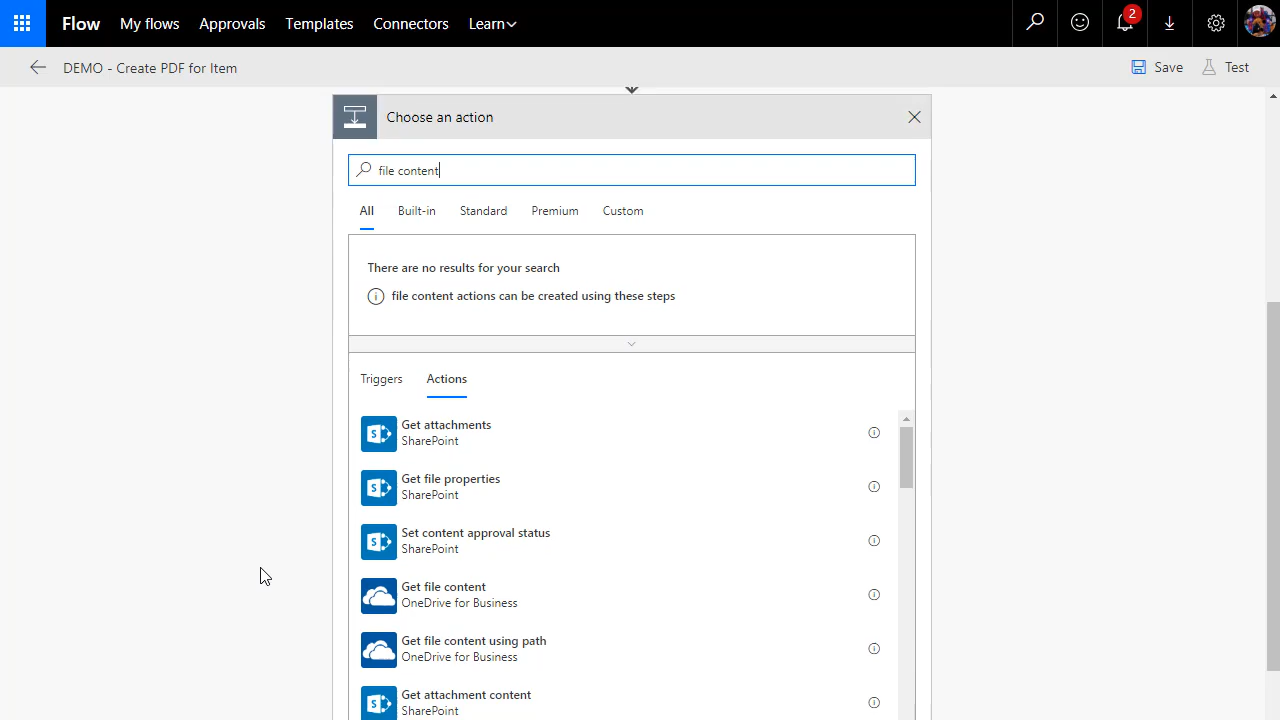 Flow My flows Approvals Templates Connectors Learn 2
DEMO - Create PDF for Item Save Test
Choose an action
file content
All Built-in Standard Premium Custom
There are no results for your search
file content actions can be created using these steps
Triggers Actions
Get attachments
SharePoint
Get file properties
SharePoint
Set content approval status
SharePoint
Get file content
OneDrive for Business
Get file content using path
OneDrive for Business
Get attachment content
SharePoint